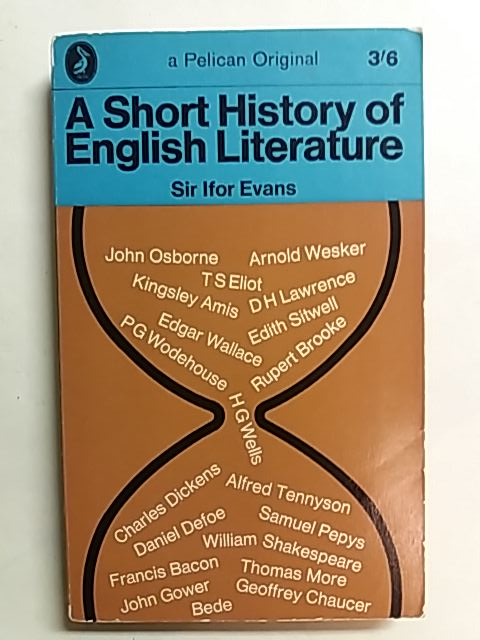 a Pelican Original 3'6
A Short History of
English Literature
Sir Ifor Evans
John Osborne Arnold Wesker
T S Eliot
Kingsley Amis D H Lawrence
Edgar Wallace Edith Sitwell
P G Wodehouse Rupert Brooke
H G Wells
Charles Dickens Alfred Tennyson
Daniel Defoe Samuel Pepys
William Shakespeare
Francis Bacon Thomas More
John Gower Geoffrey Chaucer
Bede